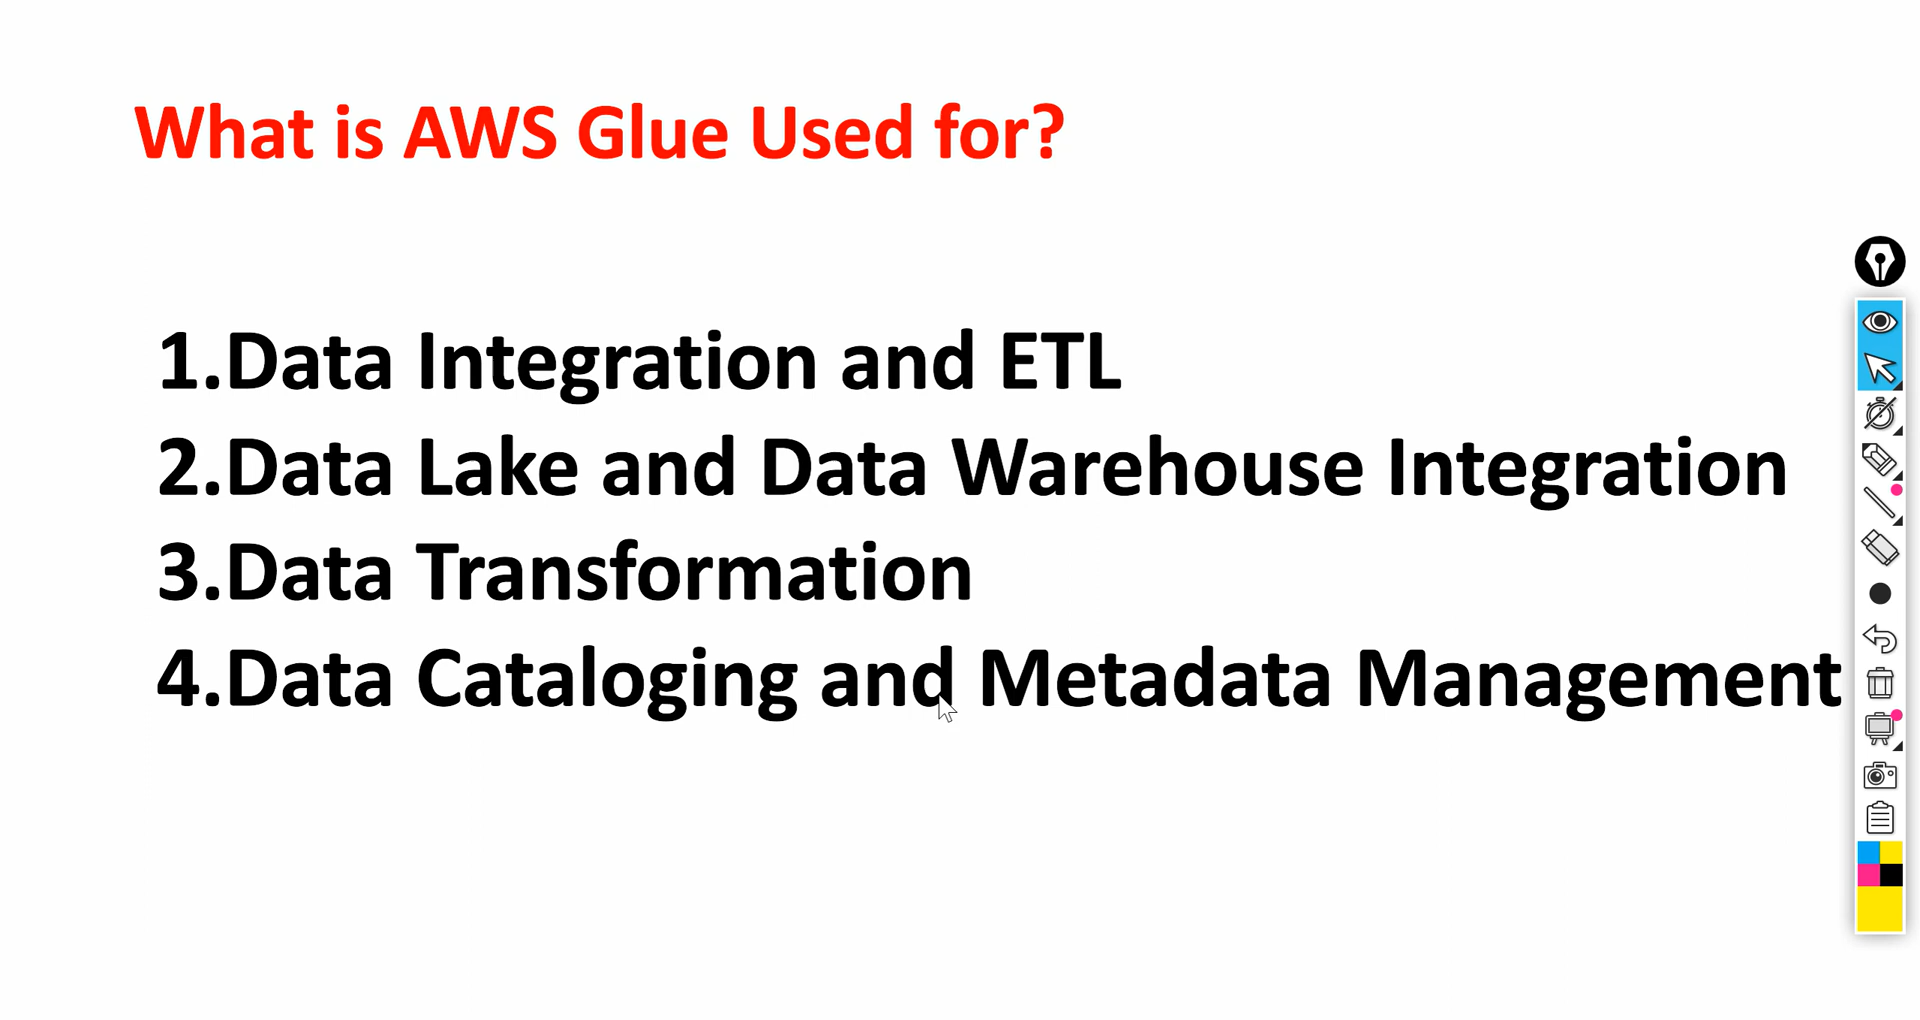 What is AWS Glue Used for?
1.Data Integration and ETL
2.Data Lake and Data Warehouse Integration
3.Data Transformation
4.Data Cataloging and Metadata Management